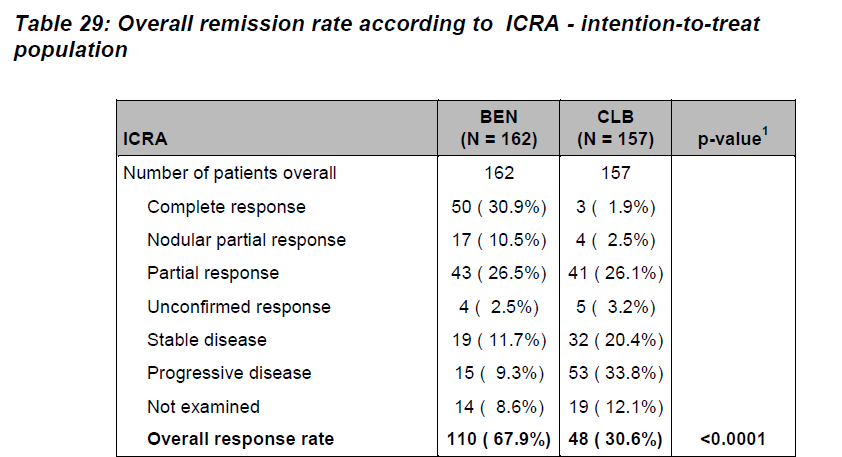 Table 29: Overall remission rate according to ICRA - intention-to-treat
population
ICRA BEN (N = 162) CLB (N = 157) p-value1
Number of patients overall 162 157
Complete response 50 ( 30.9%) 3 ( 1.9%)
Nodular partial response 17 ( 10.5%) 4 ( 2.5%)
Partial response 43 ( 26.5%) 41 ( 26.1%)
Unconfirmed response 4 ( 2.5%) 5 ( 3.2%)
Stable disease 19 ( 11.7%) 32 ( 20.4%)
Progressive disease 15 ( 9.3%) 53 ( 33.8%)
Not examined 14 ( 8.6%) 19 ( 12.1%)
Overall response rate 110 ( 67.9%) 48 ( 30.6%) <0.0001